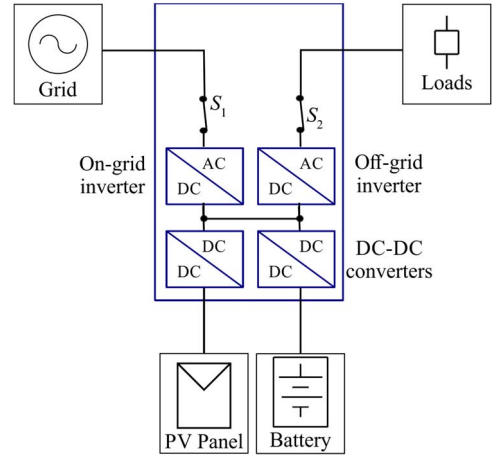 Grid
Loads
S1
S2
On-grid
inverter
AC
DC
AC
DC
Off-grid
inverter
DC
DC
DC
DC
DC-DC
converters
PV Panel
Battery